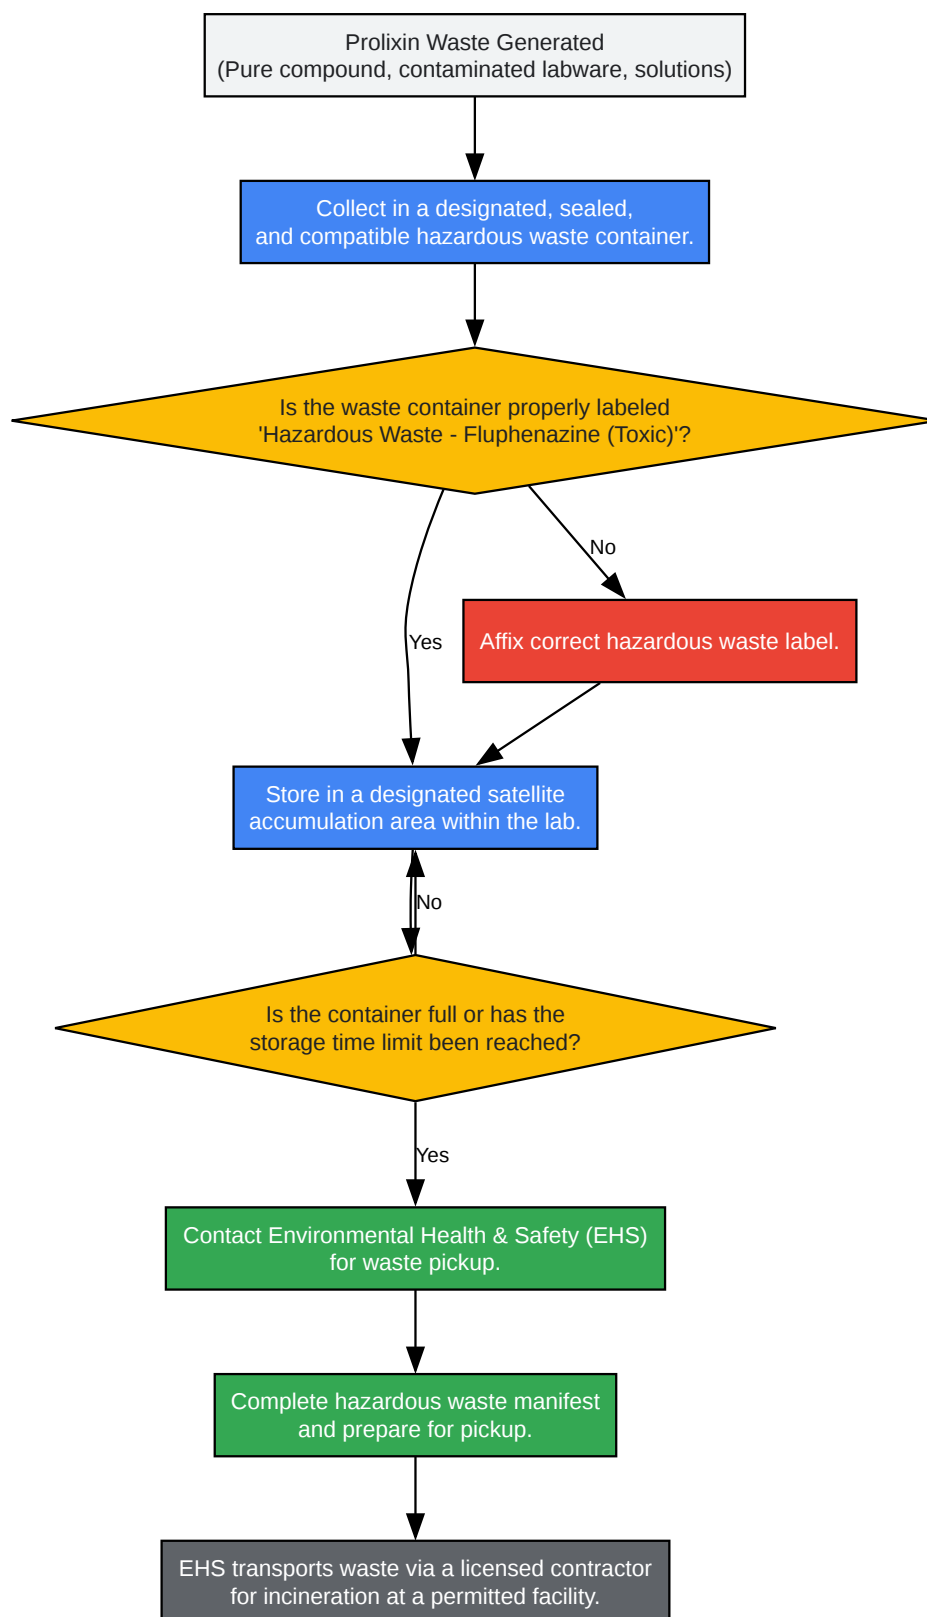 Prolixin Waste Generated
(Pure compound, contaminated labware, solutions)
Collect in a designated, sealed,
and compatible hazardous waste container.
Is the waste container properly labeled
'Hazardous Waste - Fluphenazine (Toxic)'?
No
Affix correct hazardous waste label.
Yes
Store in a designated satellite
accumulation area within the lab.
No
Is the container full or has the
storage time limit been reached?
Yes
Contact Environmental Health & Safety (EHS)
for waste pickup.
Complete hazardous waste manifest
and prepare for pickup.
EHS transports waste via a licensed contractor
for incineration at a permitted facility.